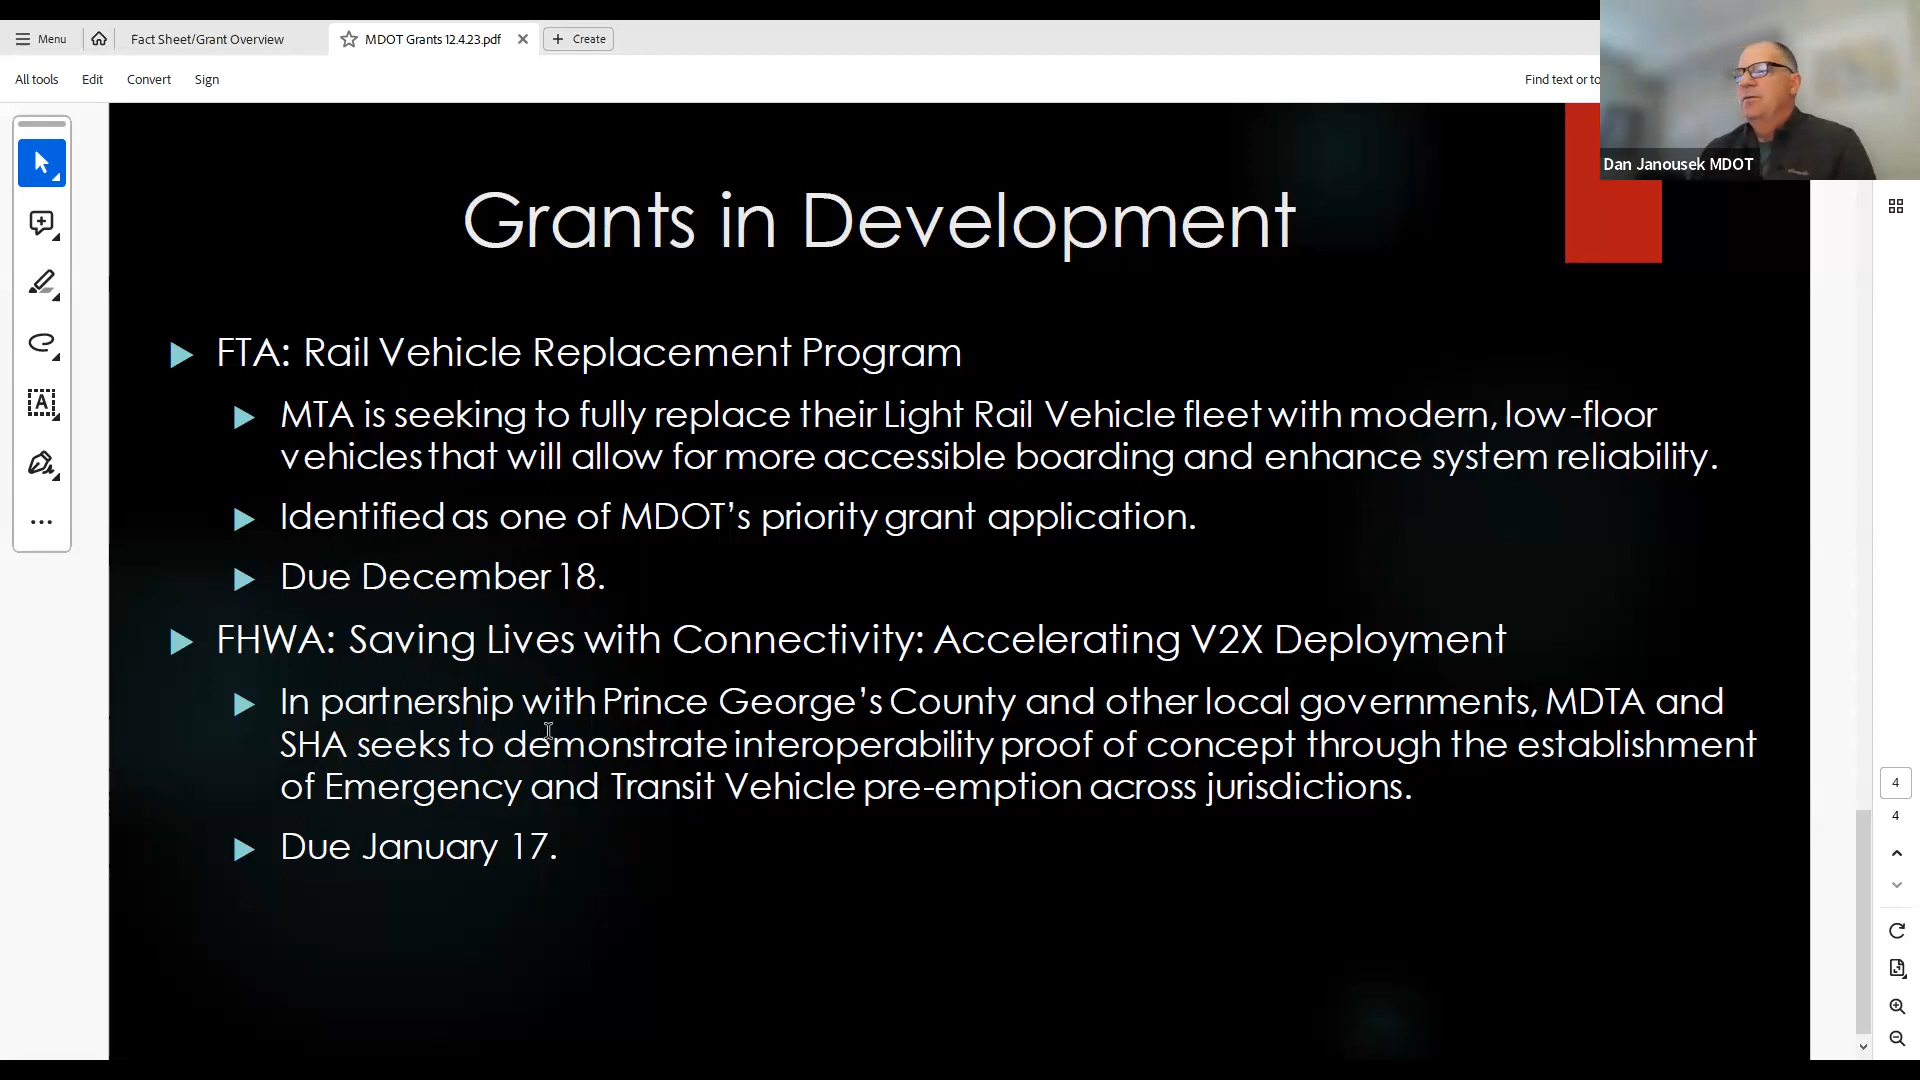 Menu
Fact Sheet/Grant Overview
MDOT Grants 12.4.23.pdf
Create
All tools
Edit
Convert
Sign
Find text or to
Dan Janousek MDOT
Grants in Development
FTA: Rail Vehicle Replacement Program
MTA is seeking to fully replace their Light Rail Vehicle fleet with modern, low-floor
vehicles that will allow for more accessible boarding and enhance system reliability.
Identified as one of MDOT’s priority grant application.
Due December 18.
FHWA: Saving Lives with Connectivity: Accelerating V2X Deployment
In partnership with Prince George’s County and other local governments, MDTA and
SHA seeks to demonstrate interoperability proof of concept through the establishment
of Emergency and Transit Vehicle pre-emption across jurisdictions.
Due January 17.
4
4